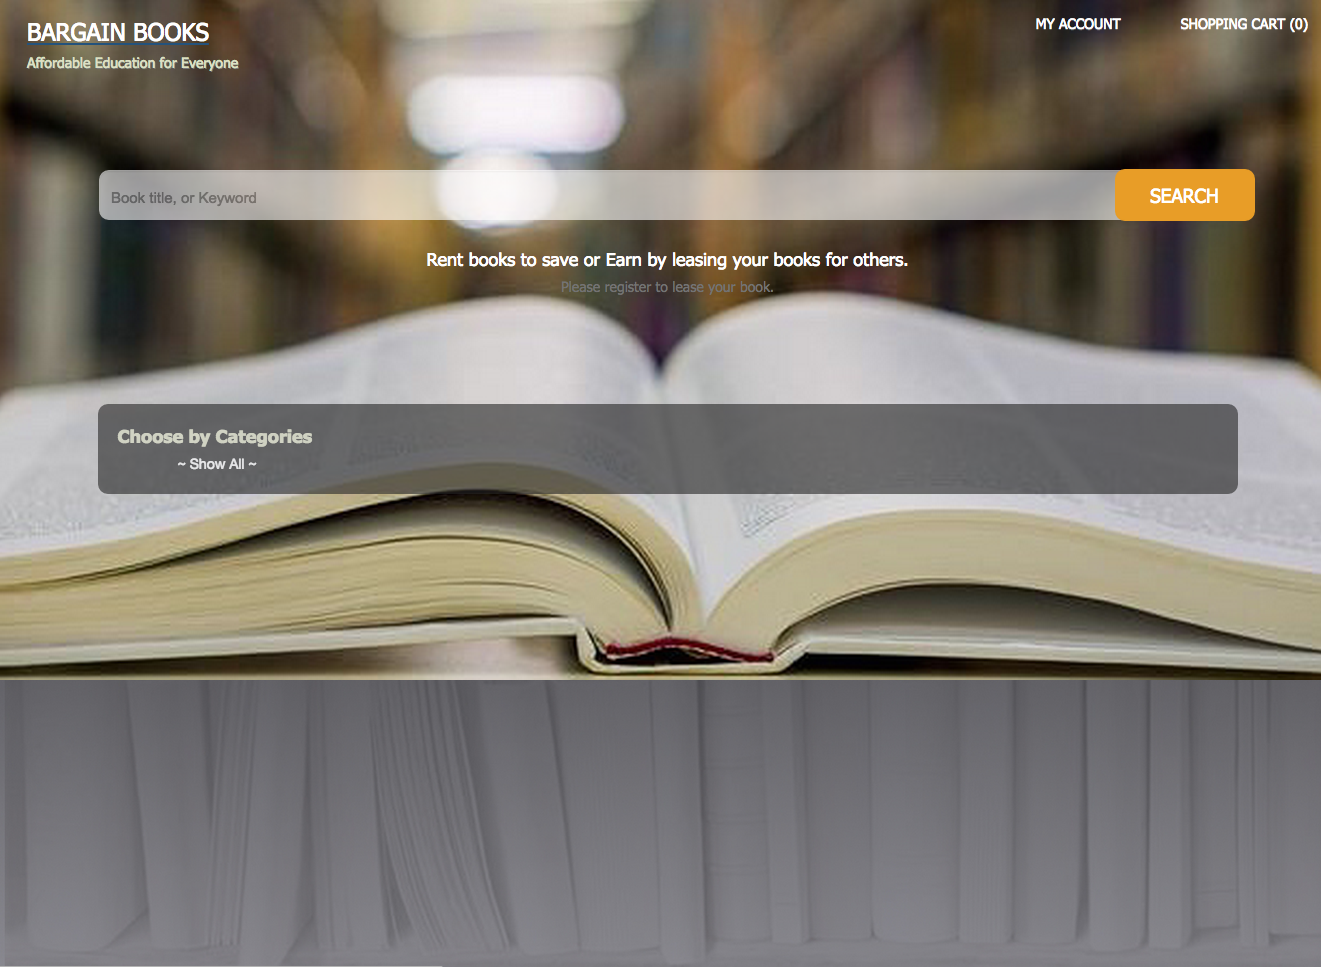 BARGAIN BOOKS
Affordable Education for Everyone
MY ACCOUNT
SHOPPING CART (0)
Book title, or Keyword
SEARCH
Rent books to save or Earn by leasing your books for others.
Please register to lease your book.
Choose by Categories
~ Show All ~